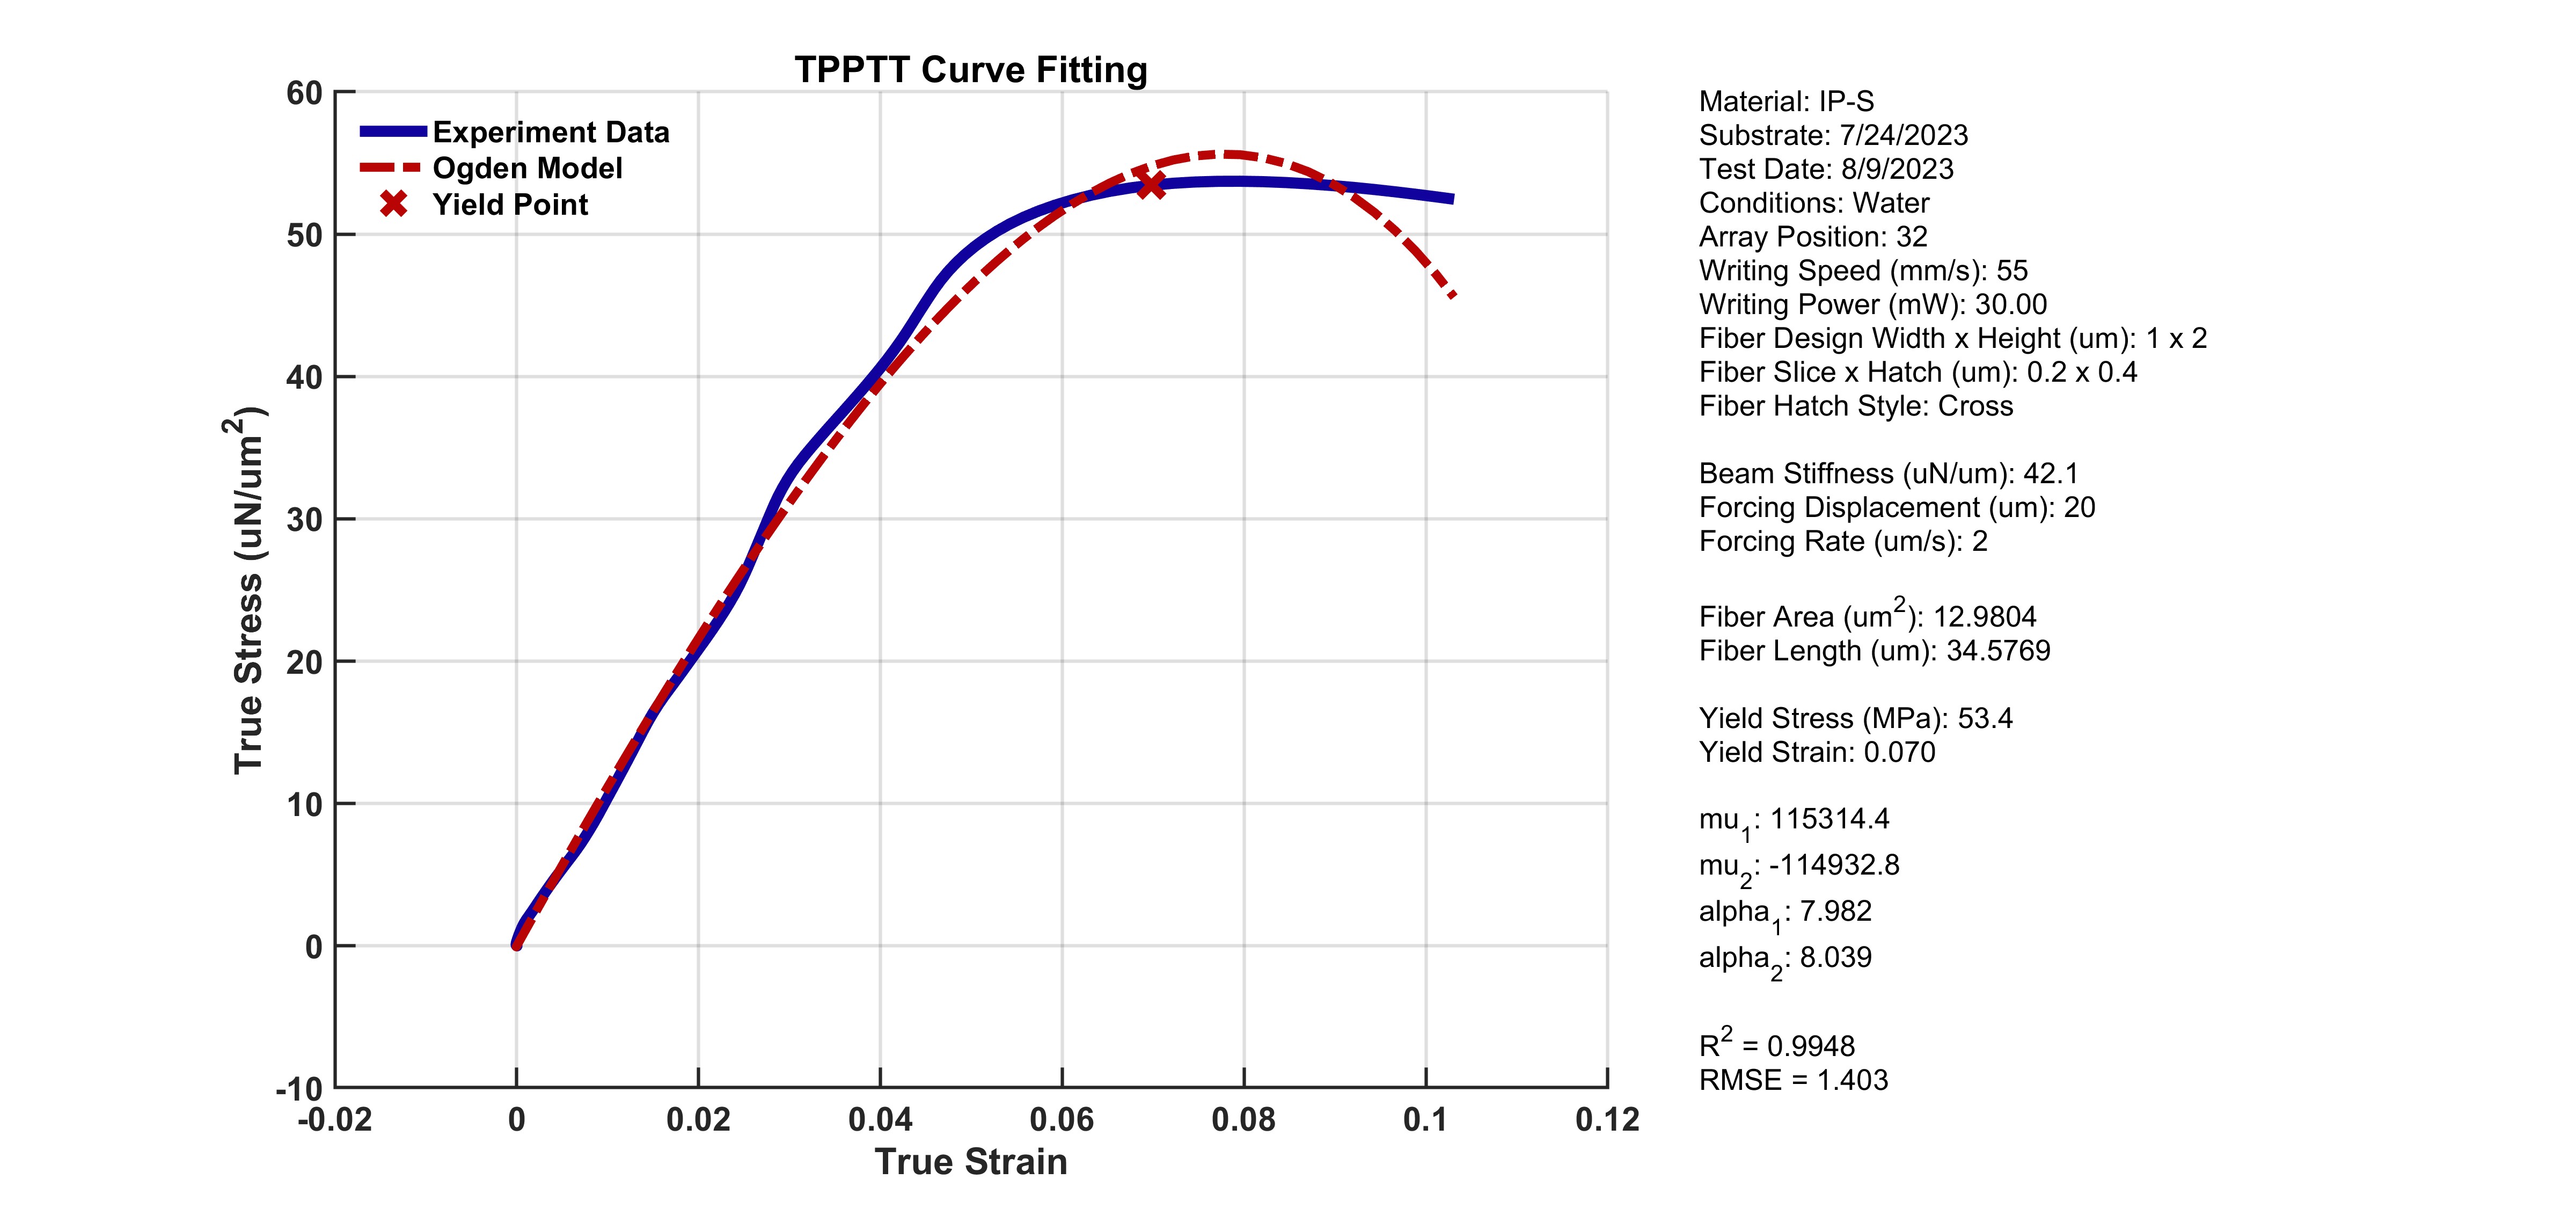 TPPTT Curve Fitting
60
50
40
30
20
10
0
-10
True Stress (uN/um²)
Experiment Data
Ogden Model
Yield Point
-0.02
0
0.02
0.04
0.06
0.08
0.1
0.12
True Strain
Material: IP-S
Substrate: 7/24/2023
Test Date: 8/9/2023
Conditions: Water
Array Position: 32
Writing Speed (mm/s): 55
Writing Power (mW): 30.00
Fiber Design Width x Height (um): 1 x 2
Fiber Slice x Hatch (um): 0.2 x 0.4
Fiber Hatch Style: Cross
Beam Stiffness (uN/um): 42.1
Forcing Displacement (um): 20
Forcing Rate (um/s): 2
Fiber Area (um²): 12.9804
Fiber Length (um): 34.5769
Yield Stress (MPa): 53.4
Yield Strain: 0.070
mu₁: 115314.4
mu₂: -114932.8
alpha₁: 7.982
alpha₂: 8.039
R² = 0.9948
RMSE = 1.403